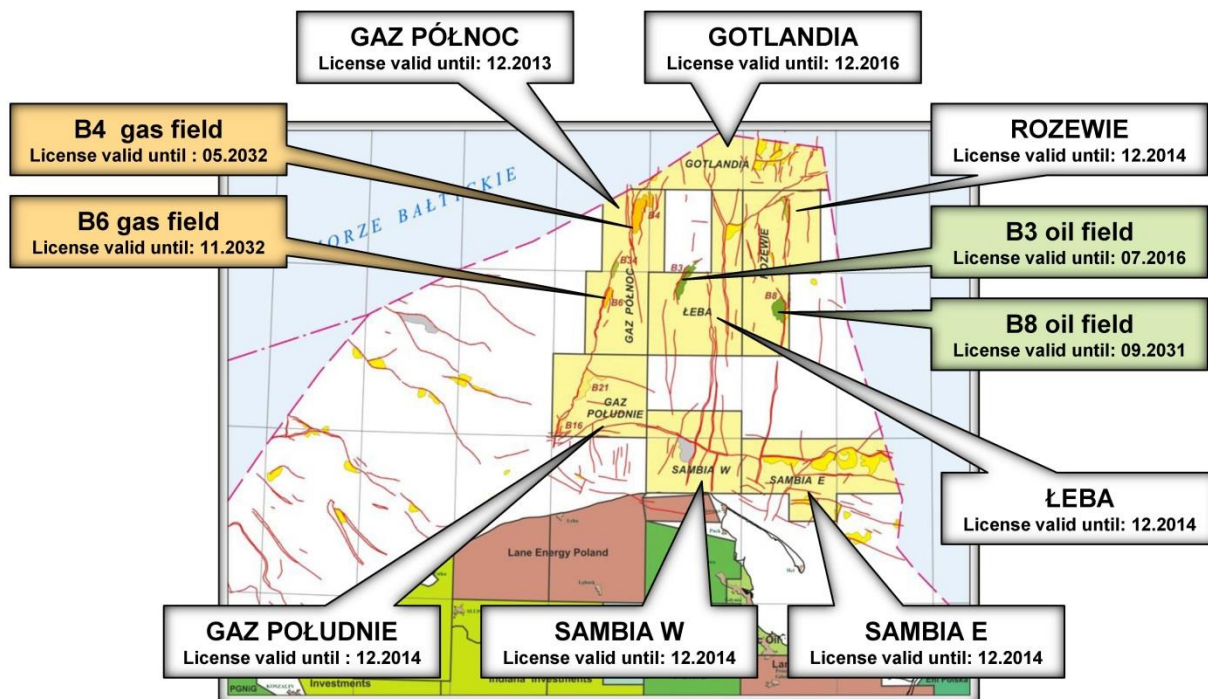 GAZ PÓŁNOC
License valid until: 12.2013
GOTLANDIA
License valid until: 12.2016
B4 gas field
License valid until : 05.2032
ROZEWIE
License valid until: 12.2014
B6 gas field
License valid until: 11.2032
B3 oil field
License valid until: 07.2016
B8 oil field
License valid until: 09.2031
MORZE BAŁTYCKIE
GOTLANDIA
B4
B34
B3
ROZEWIE
B6
GAZ PÓŁNOC
ŁEBA
B8
B21
GAZ
POŁUDNIE
B16
SAMBIA W
SAMBIA E
ŁEBA
License valid until: 12.2014
Łeba
Lane Energy Poland
Hel
GAZ POŁUDNIE
License valid until : 12.2014
SAMBIA W
License valid until: 12.2014
SAMBIA E
License valid until: 12.2014
PGNiG
KOSZALIN
Investments
Indiana Investments
Eni Polska